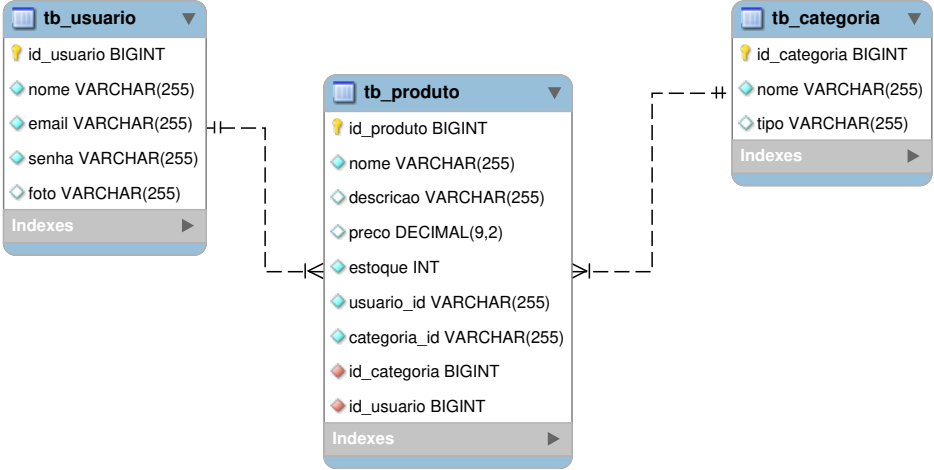 tb_usuario
id_usuario BIGINT
nome VARCHAR(255)
email VARCHAR(255)
senha VARCHAR(255)
foto VARCHAR(255)
Indexes
tb_produto
id_produto BIGINT
nome VARCHAR(255)
descricao VARCHAR(255)
preco DECIMAL(9,2)
estoque INT
usuario_id VARCHAR(255)
categoria_id VARCHAR(255)
id_categoria BIGINT
id_usuario BIGINT
Indexes
tb_categoria
id_categoria BIGINT
nome VARCHAR(255)
tipo VARCHAR(255)
Indexes